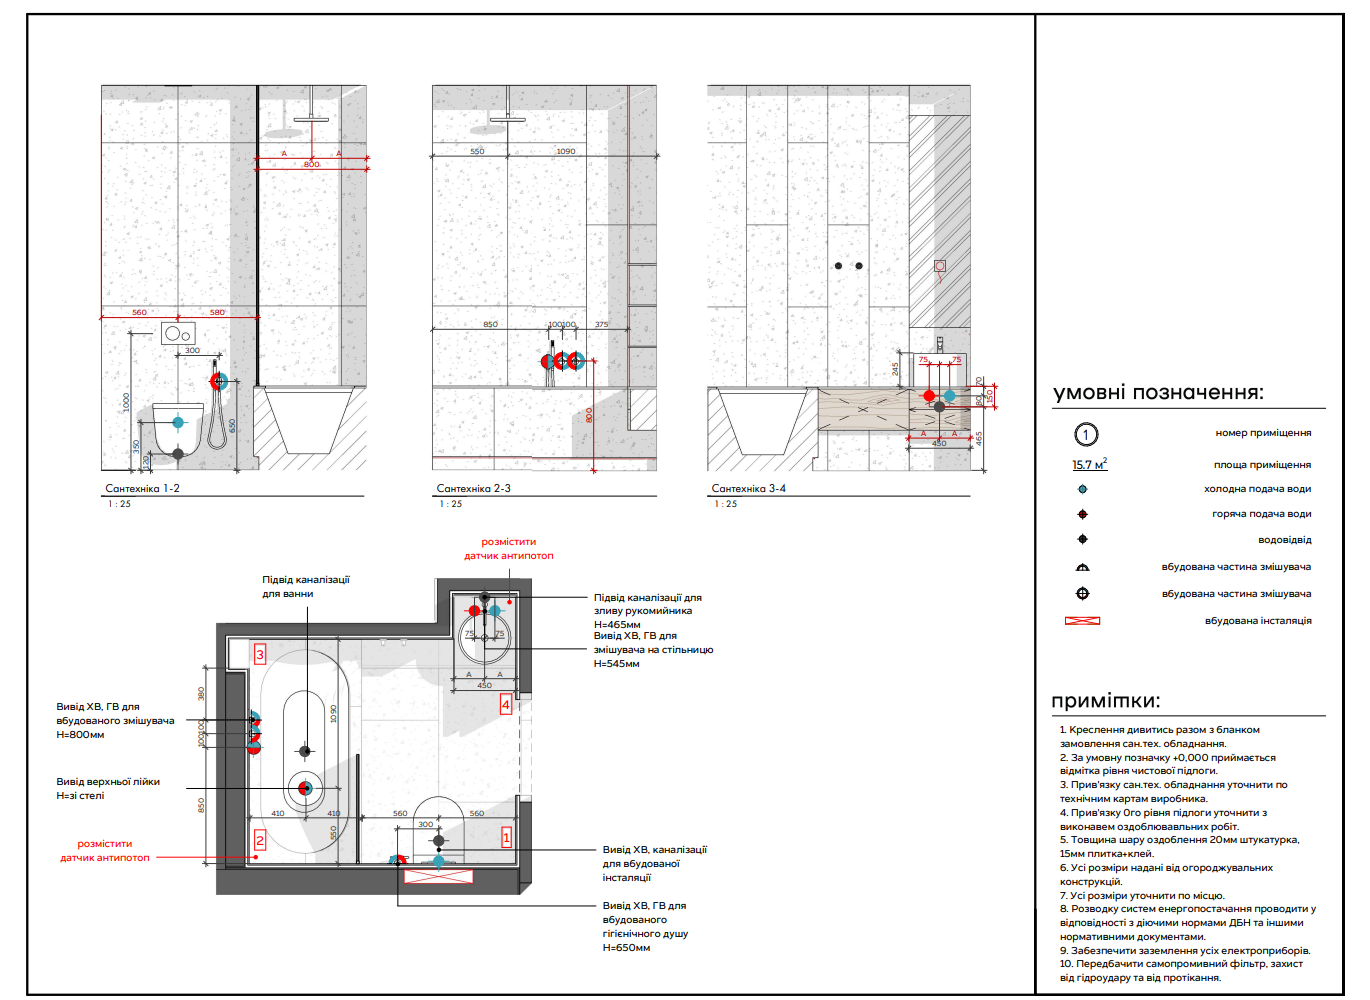 A
A
800
560
580
300
1000
350
120
650
Сантехніка 1-2
1 : 25
550
1090
850
100
100
375
800
Сантехніка 2-3
1 : 25
245
75
75
70
80
150
A
A
450
465
Сантехніка 3-4
1 : 25
розмістити
датчик антипотоп
Підвід каналізації
для ванни
Підвід каналізації для
зливу рукомийника
H=465мм
Вивід ХВ, ГВ для
змішувача на стільницю
H=545мм
75
75
A
A
450
3
4
380
1090
100
100
Вивід ХВ, ГВ для
вбудованого змішувача
H=800мм
Вивід верхньої лійки
H=зі стелі
850
410
410
550
560
560
300
2
1
розмістити
датчик антипотоп
Вивід ХВ, каналізації
для вбудованої
інсталяції
Вивід ХВ, ГВ для
вбудованого
гігієнічного душу
H=650мм
умовні позначення:
1
номер приміщення
15.7 м2
площа приміщення
холодна подача води
горяча подача води
водовідвід
вбудована частина змішувача
вбудована частина змішувача
вбудована інсталяція
примітки:
1. Креслення дивитись разом з бланком
замовлення сан.тех. обладнання.
2. За умовну позначку +0,000 приймається
відмітка рівня чистової підлоги.
3. Прив'язку сан.тех. обладнання уточнити по
технічним картам виробника.
4. Прив'язку 0го рівня підлоги уточнити з
виконавем оздоблювавльних робіт.
5. Товщина шару оздоблення 20мм штукатурка,
15мм плитка+клей.
6. Усі розміри надані від огороджувальних
конструкцій.
7. Усі розміри уточнити по місцю.
8. Розводку систем енергопостачання проводити у
відповідності з діючими нормами ДБН та іншими
нормативними документами.
9. Забезпечити заземлення усіх електроприборів.
10. Передбачити самопромивний фільтр, захист
від гідроудару та від протікання.